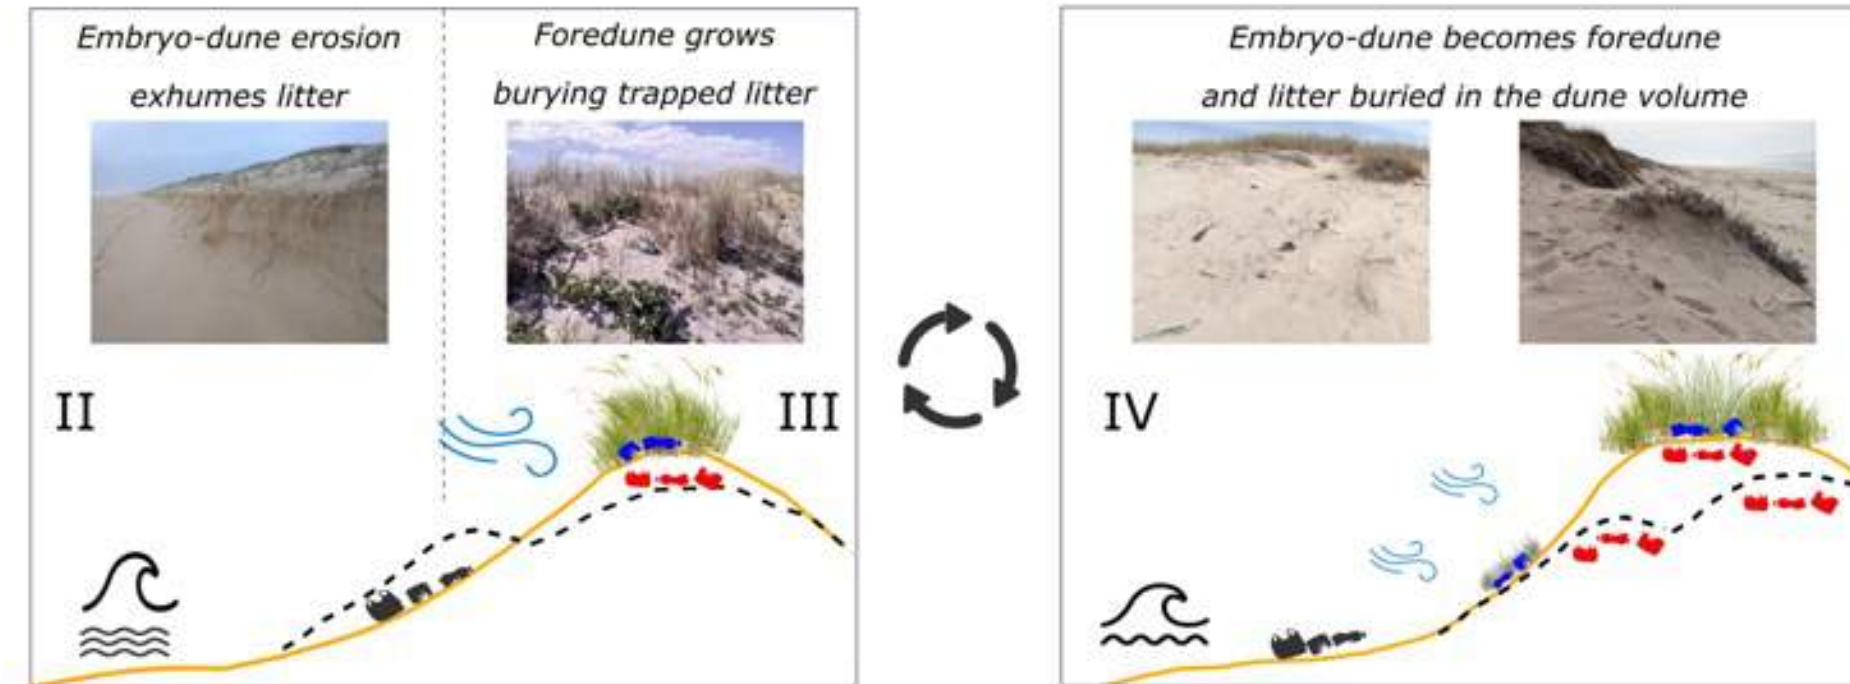 Embryo-dune erosion
exhumes litter
Foredune grows
burying trapped litter
Embryo-dune becomes foredune
and litter buried in the dune volume
II
III
IV